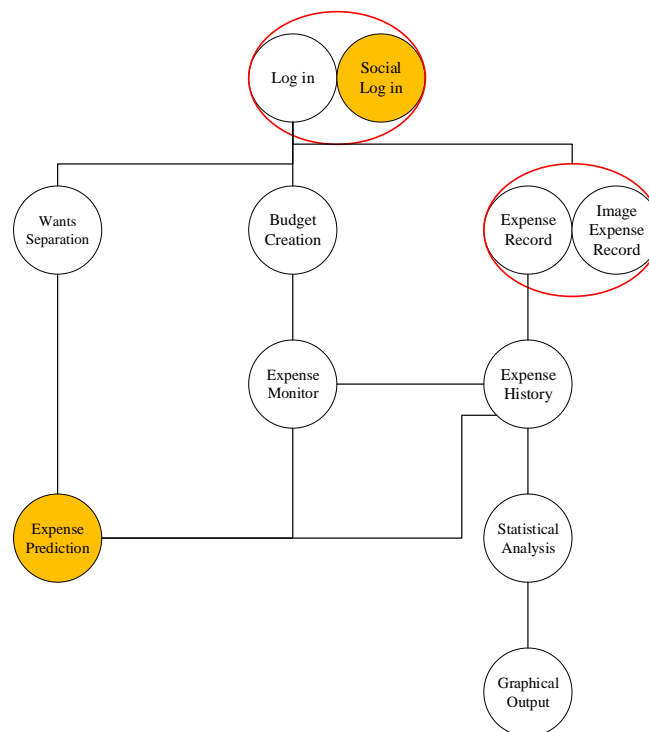 Log in
Social
Log in
Wants
Separation
Budget
Creation
Expense
Record
Image
Expense
Record
Expense
Monitor
Expense
History
Expense
Prediction
Statistical
Analysis
Graphical
Output